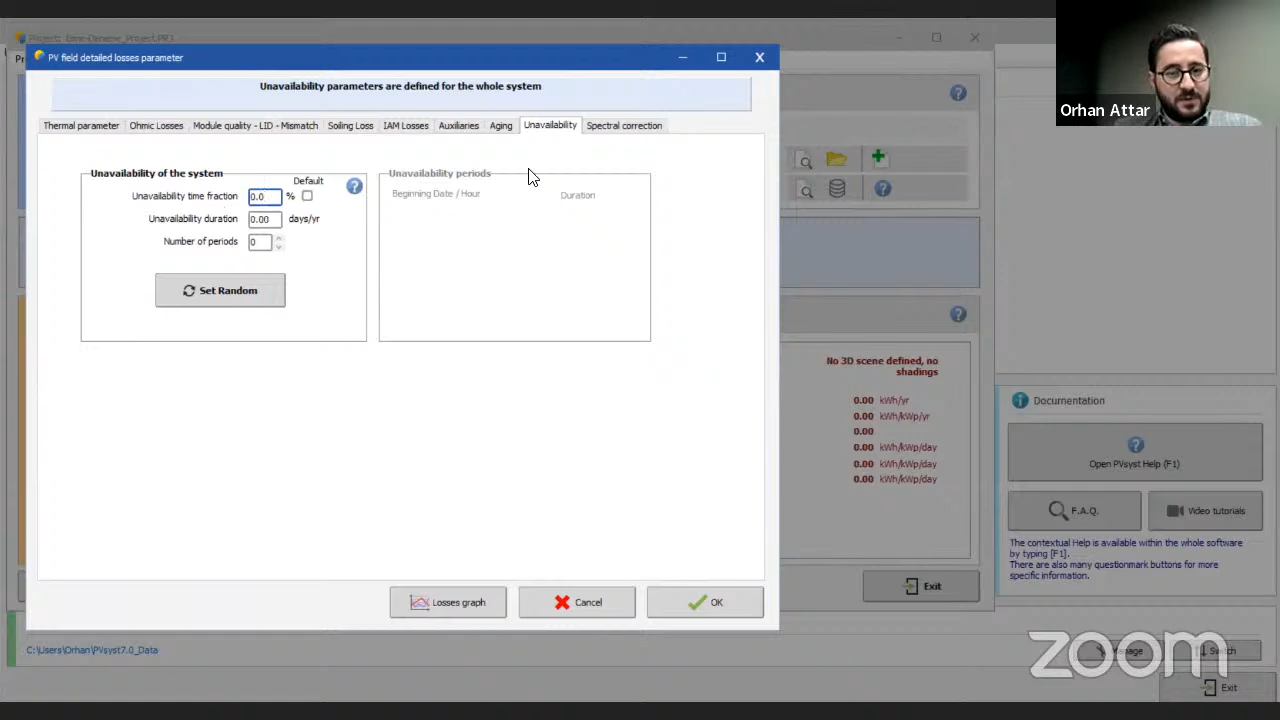 Project: Izmir-Deneme_Project.PRJ
PV field detailed losses parameter
Orhan Attar
Unavailability parameters are defined for the whole system
Thermal parameter Ohmic Losses Module quality - LID - Mismatch Soiling Loss IAM Losses Auxiliaries Aging Unavailability Spectral correction
Unavailability of the system
Default
Unavailability time fraction 0.0 %
Unavailability duration 0.00 days/yr
Number of periods 0
Set Random
Unavailability periods
Beginning Date / Hour Duration
No 3D scene defined, no
shadings
0.00 kWh/yr
0.00 kWh/kWp/yr
0.00
0.00 kWh/kWp/day
0.00 kWh/kWp/day
0.00 kWh/kWp/day
Documentation
Open PVsyst Help (F1)
F.A.Q.
Video tutorials
The contextual Help is available within the whole software
by typing [F1].
There are also many questionmark buttons for more
specific information.
Losses graph Cancel OK
Exit
C:\Users\Orhan\PVsyst7.0_Data
Manage
Switch
Exit
zoom